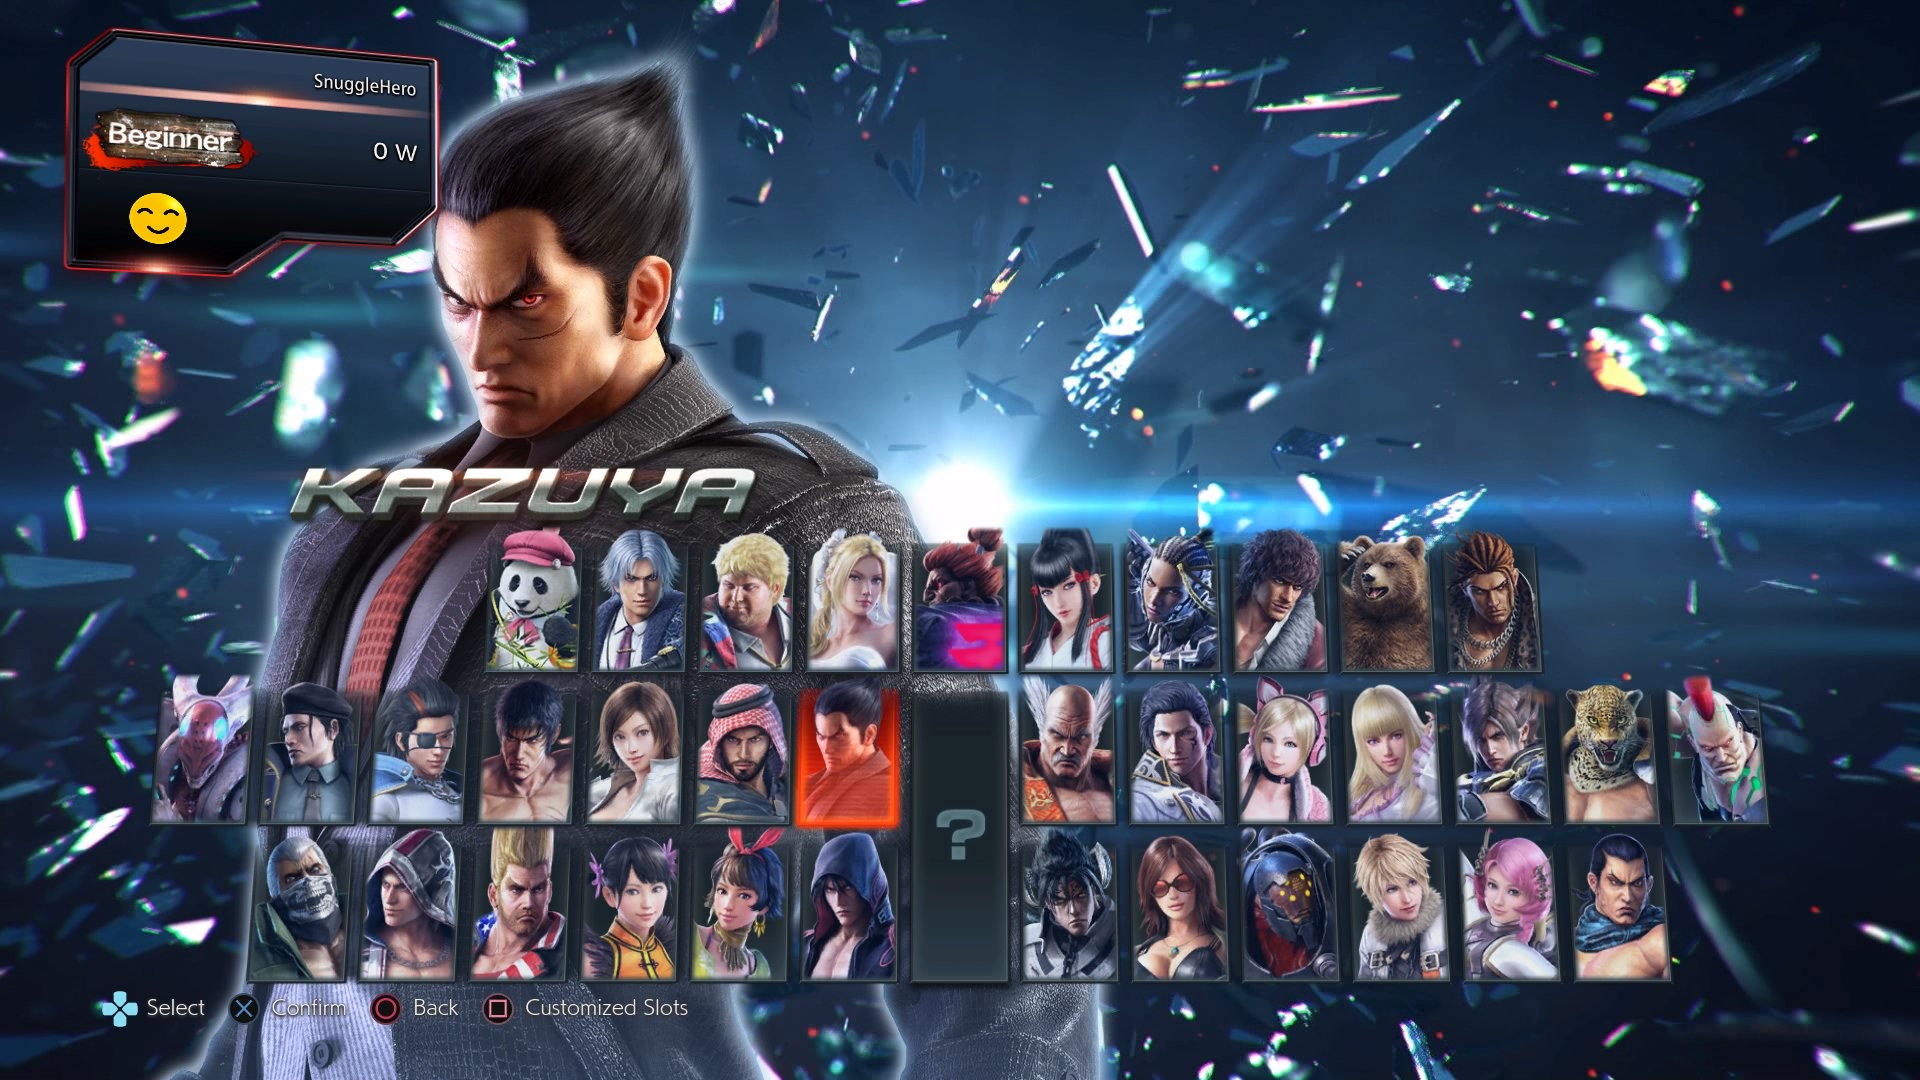 SnuggleHero
Beginner
0 W
KAZUYA
?
Select
Confirm
Back
Customized Slots